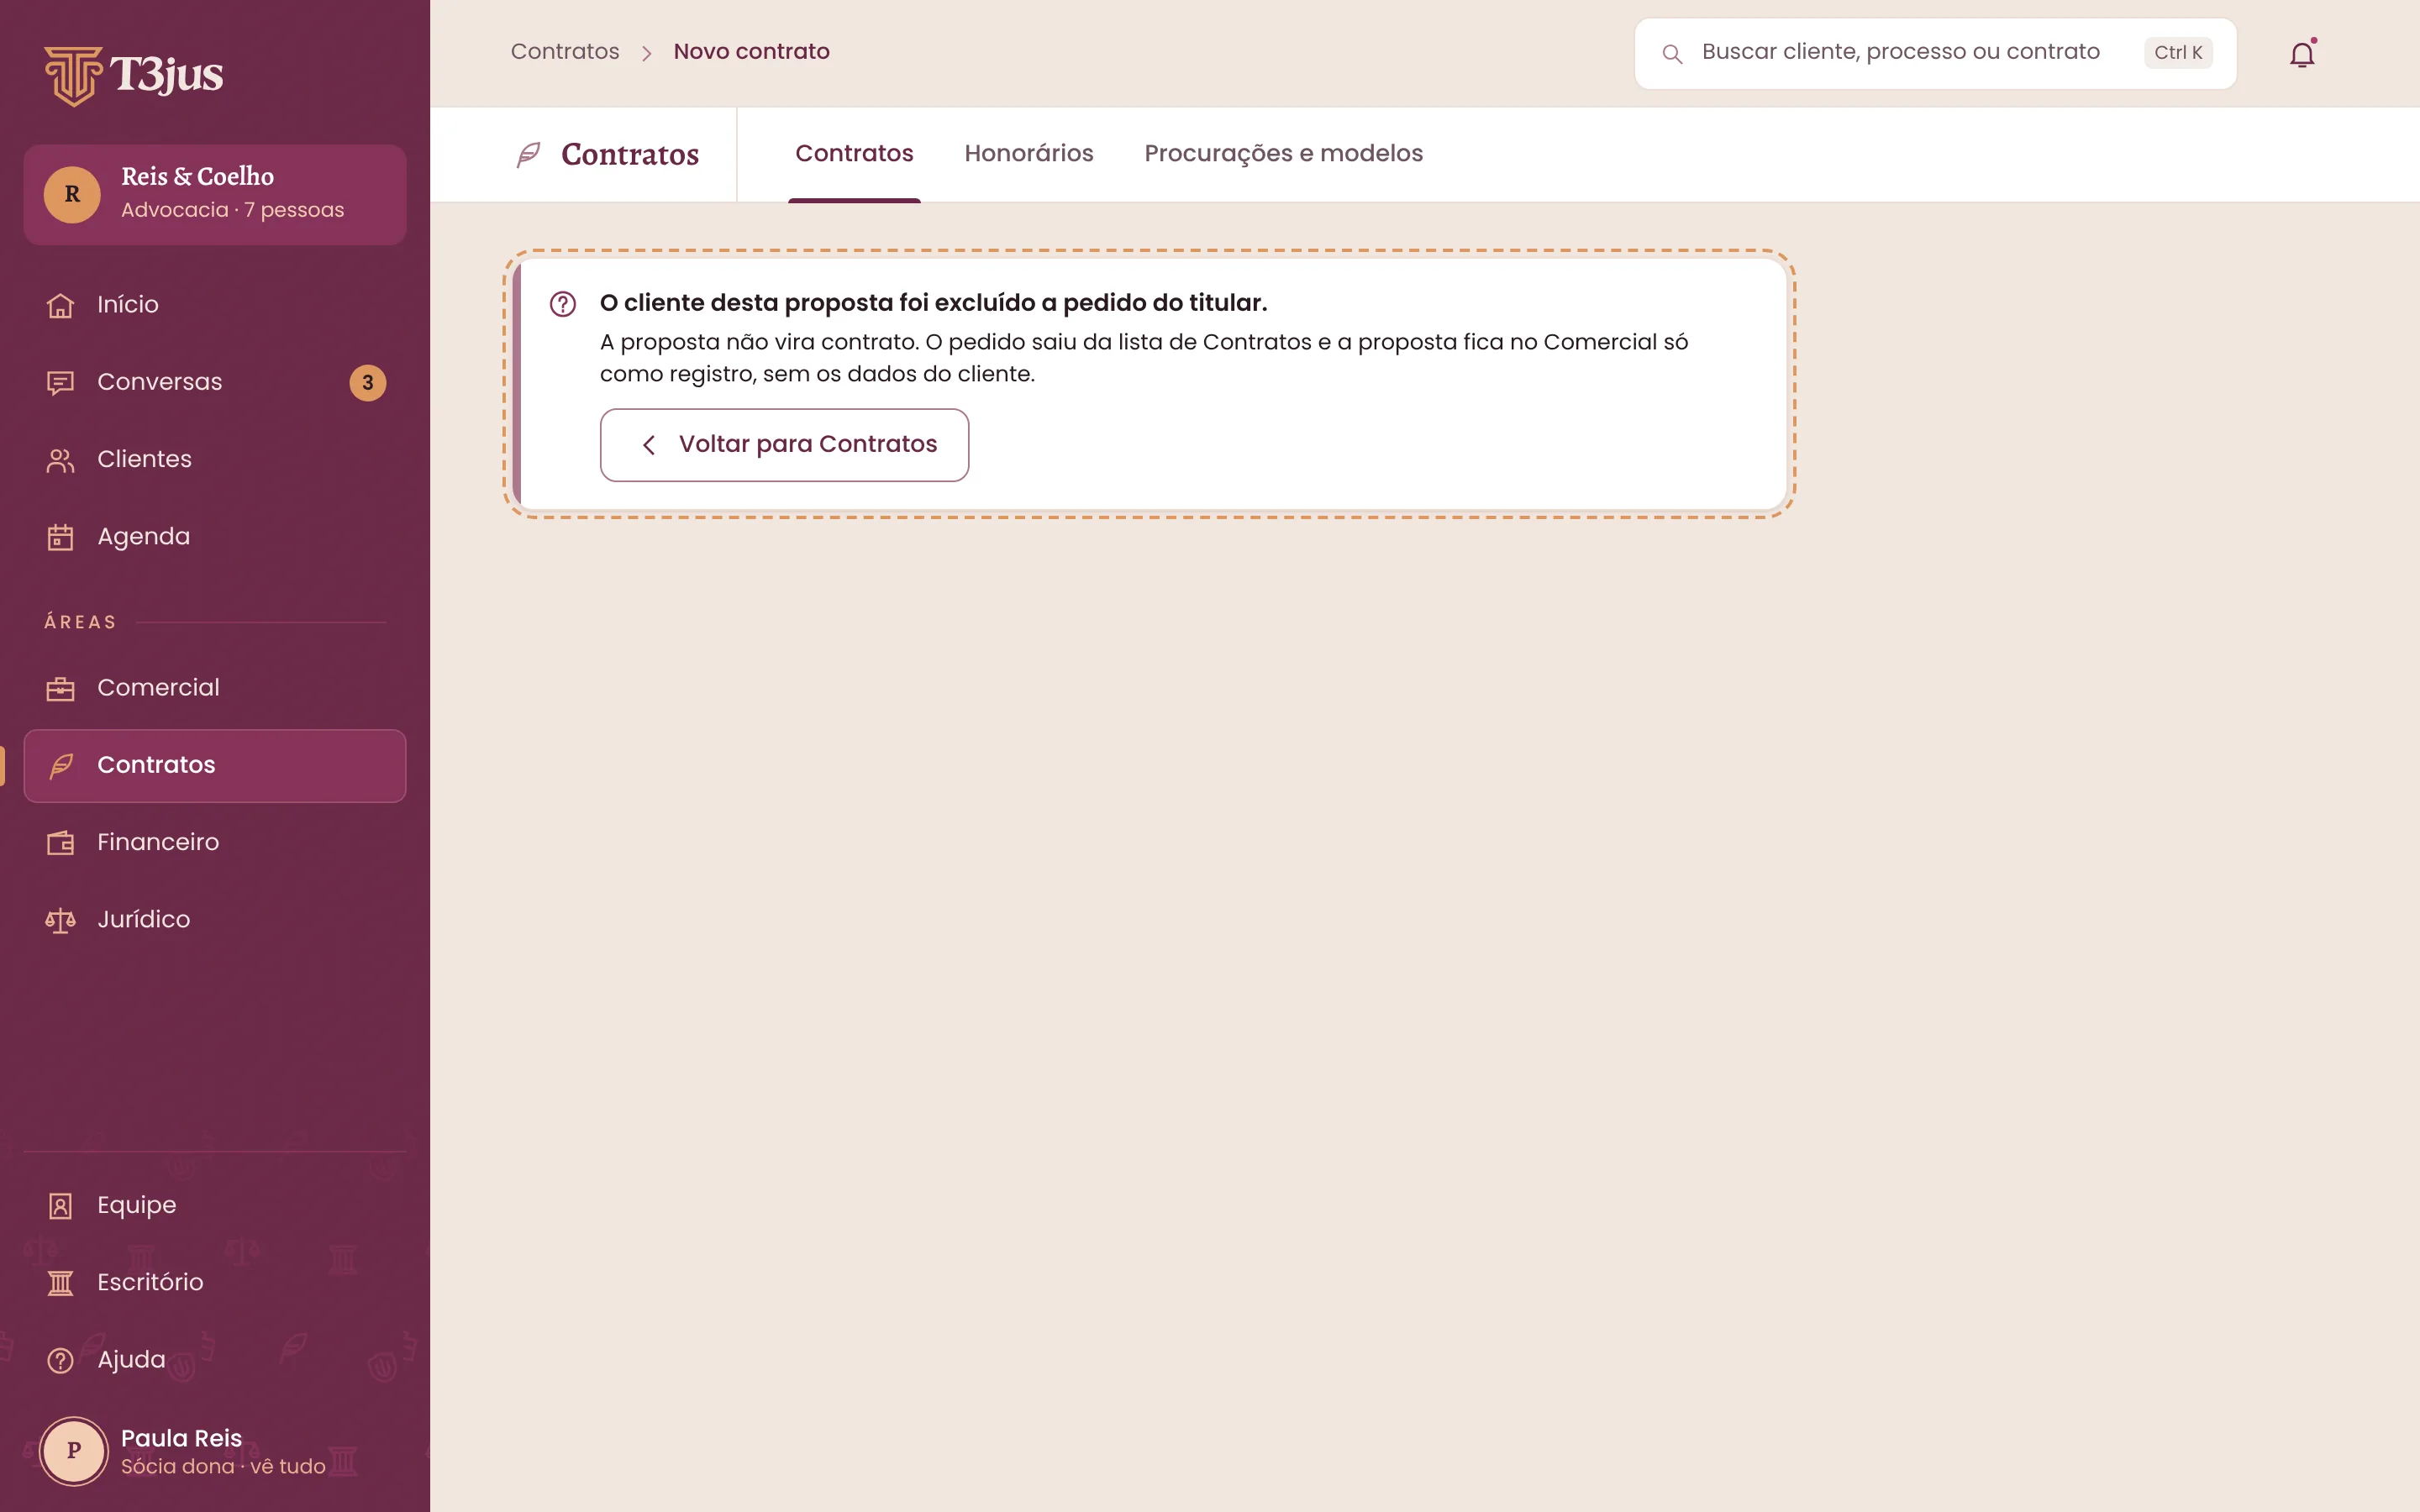 T3jus
R
Reis & Coelho
Advocacia · 7 pessoas
Início
Conversas
3
Clientes
Agenda
ÁREAS
Comercial
Contratos
Financeiro
Jurídico
Equipe
Escritório
Ajuda
P
Paula Reis
Sócia dona · vê tudo
Contratos
Novo contrato
Buscar cliente, processo ou contrato
Ctrl K
Contratos
Contratos
Honorários
Procurações e modelos
O cliente desta proposta foi excluído a pedido do titular.
A proposta não vira contrato. O pedido saiu da lista de Contratos e a proposta fica no Comercial só
como registro, sem os dados do cliente.
Voltar para Contratos